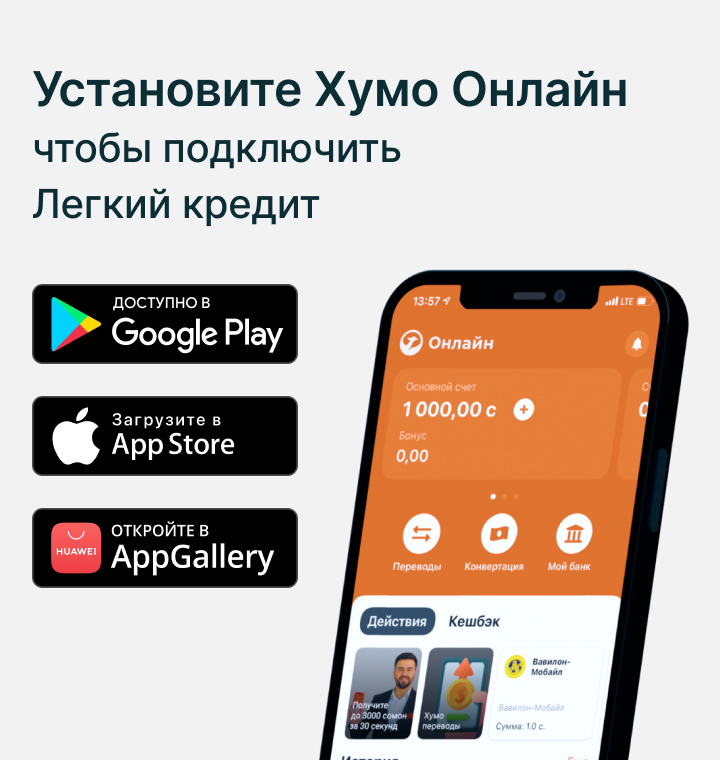 Установите Хумо Онлайн
чтобы подключить
Легкий кредит
ДОСТУПНО В
Google Play
Загрузите в
App Store
HUAWEI
ОТКРОЙТЕ В
AppGallery
13:57
LTE
Онлайн
Основной счет
1 000,00 с
Бонус
0,00
Переводы
Конвертация
Мой банк
Действия
Кешбэк
Получите
до 3000 сомон
за 30 секунд
Хумо
переводы
Вавилон-
Мобайл
Вавилон-Мобайл
Сумма: 1.0 с.
История